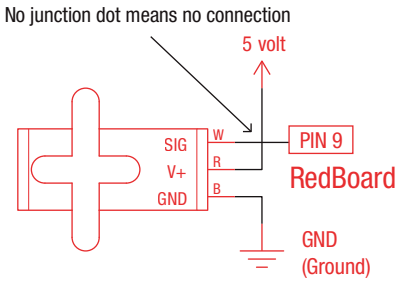 No junction dot means no connection
5 volt
SIG
W
PIN 9
V+
R
RedBoard
GND
B
GND
(Ground)